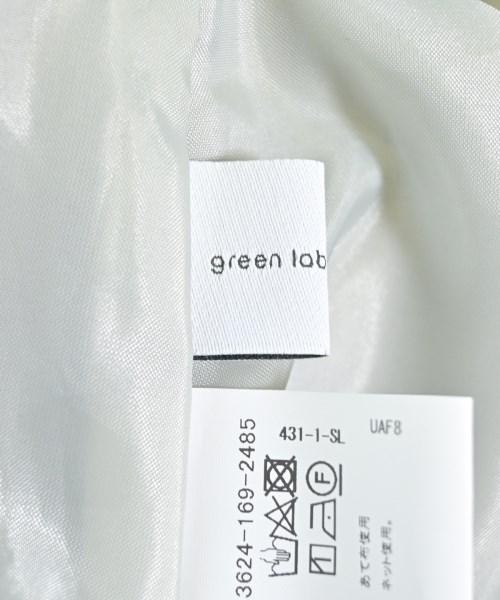 green lab
3624-169-2485
431-1-SL
UAF8
F
あて布使用
ネット使用。